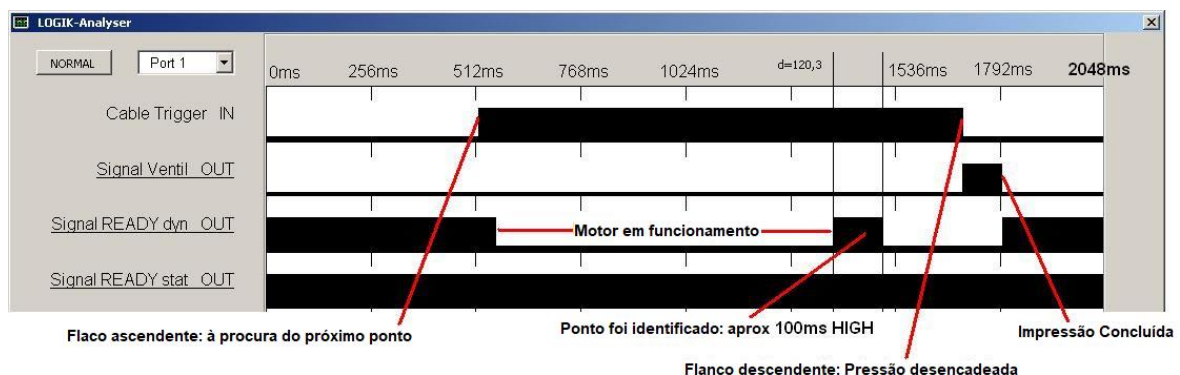 LOGIK-Analyser
NORMAL Port 1
0ms 256ms 512ms 768ms 1024ms d=120,3 1536ms 1792ms 2048ms
Cable Trigger IN
Signal Ventil OUT
Signal READY dyn OUT
Motor em funcionamento
Signal READY stat OUT
Flaco ascendente: à procura do próximo ponto
Ponto foi identificado: aprox 100ms HIGH
Impressão Concluída
Flanco descendente: Pressão desencadeada